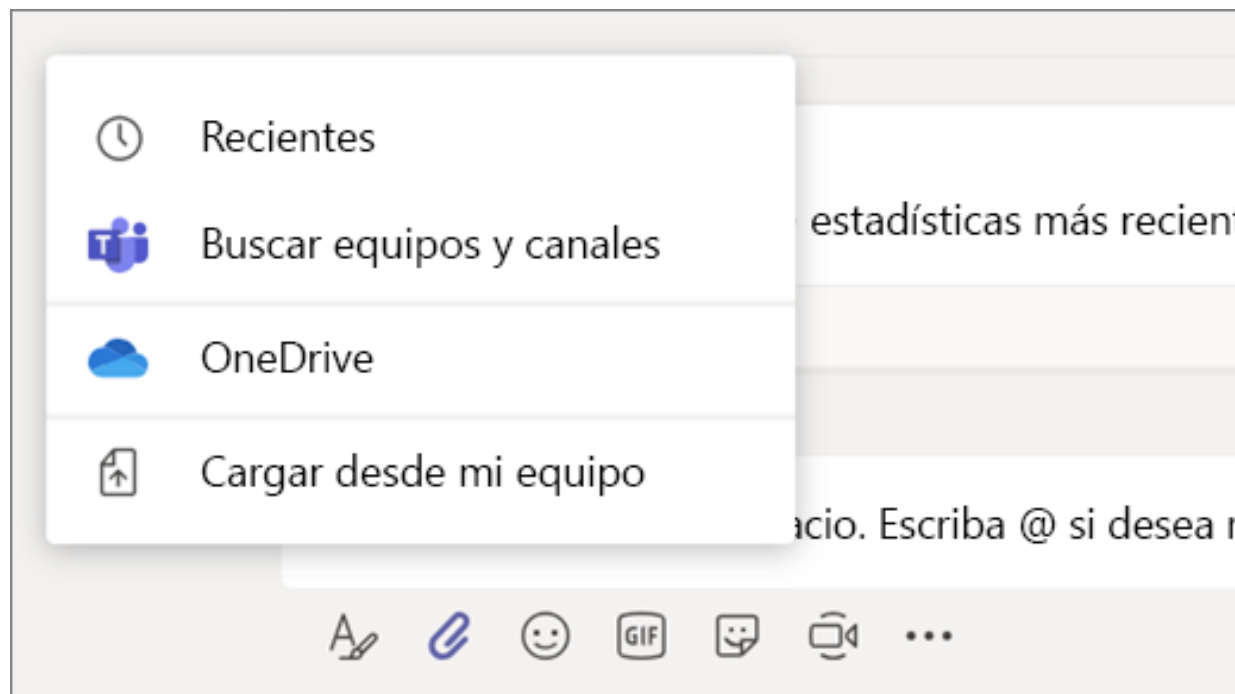 Recientes
Buscar equipos y canales
OneDrive
Cargar desde mi equipo
estadísticas más recient
acio. Escriba @ si desea
GIF